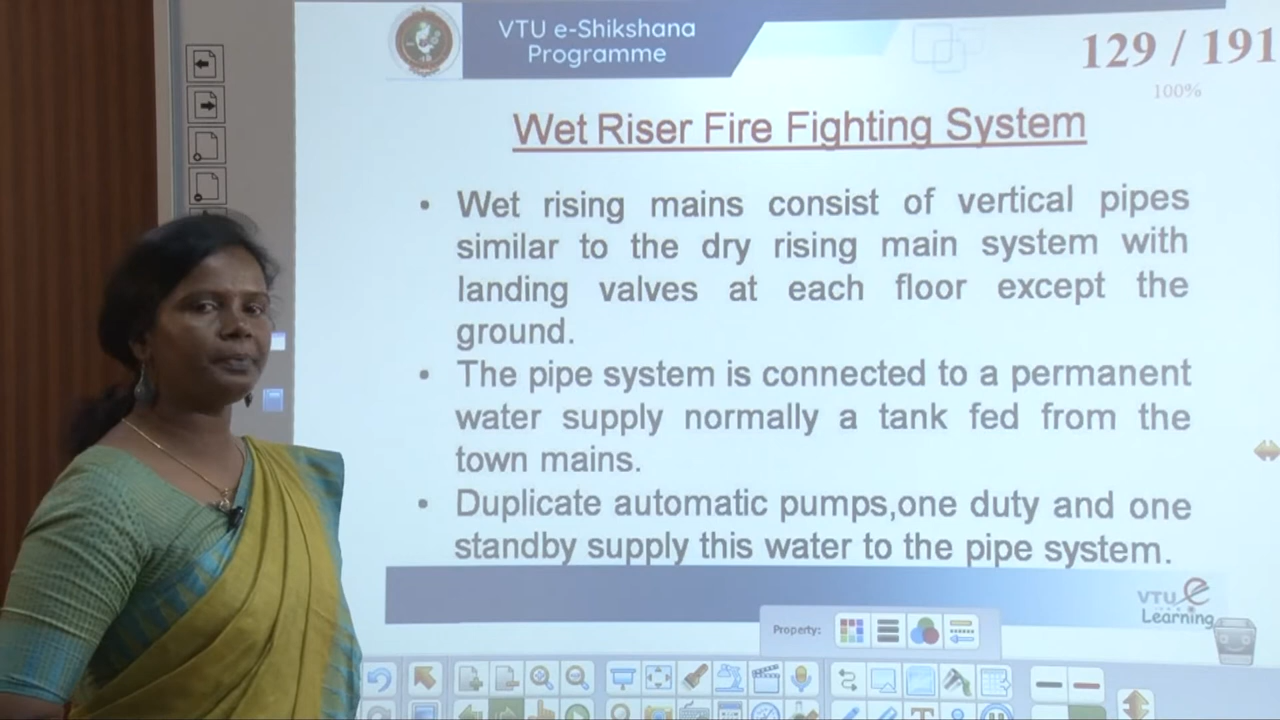 VTU e-Shikshana
Programme
129 / 191
100%
Wet Riser Fire Fighting System
• Wet rising mains consist of vertical pipes
similar to the dry rising main system with
landing valves at each floor except the
ground.
• The pipe system is connected to a permanent
water supply normally a tank fed from the
town mains.
• Duplicate automatic pumps,one duty and one
standby supply this water to the pipe system.
VTU e
Learning
Property: